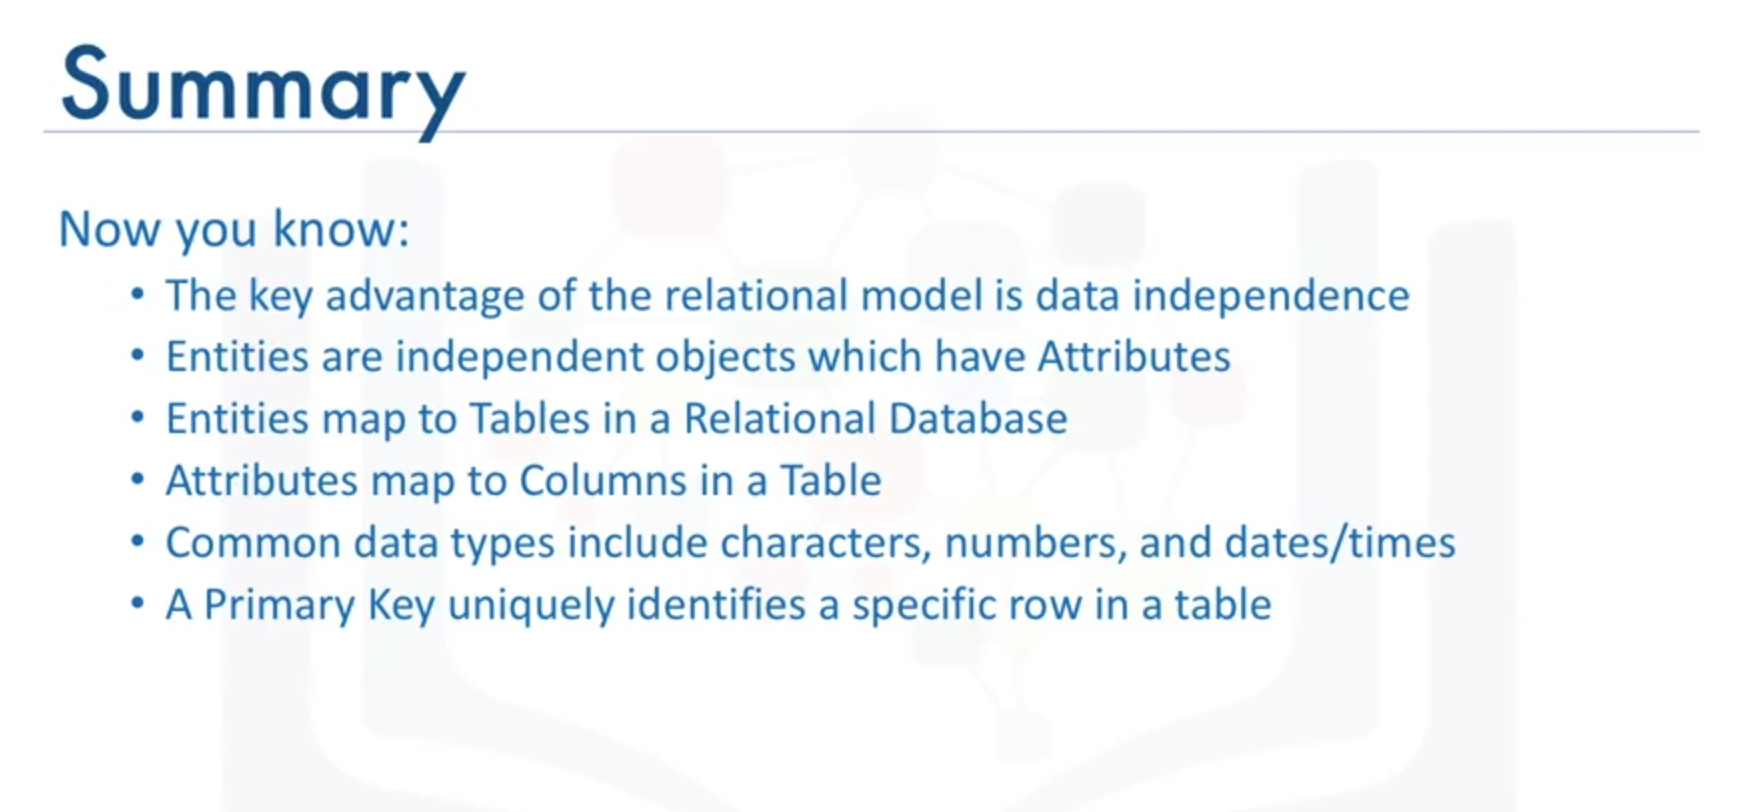 Summary
Now you know:
• The key advantage of the relational model is data independence
• Entities are independent objects which have Attributes
• Entities map to Tables in a Relational Database
• Attributes map to Columns in a Table
• Common data types include characters, numbers, and dates/times
• A Primary Key uniquely identifies a specific row in a table